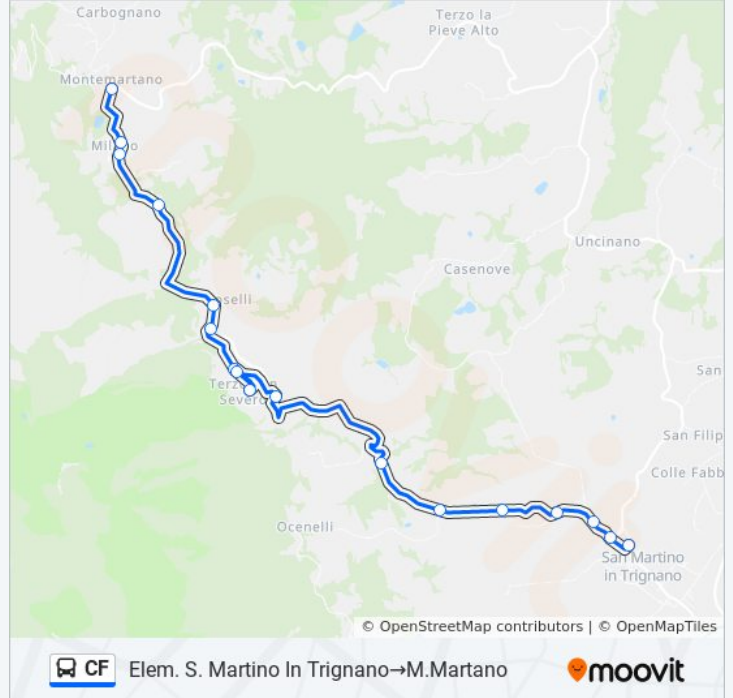 Carbognano
Terzo la
Pieve Alto
Montemartano
Uncinano
Casenove
San
San Filip
Colle Fabb
Ocenelli
San Martino
in Trignano
© OpenStreetMap contributors | © OpenMapTiles
CF Elem. S. Martino In Trignano→M.Martano moovit